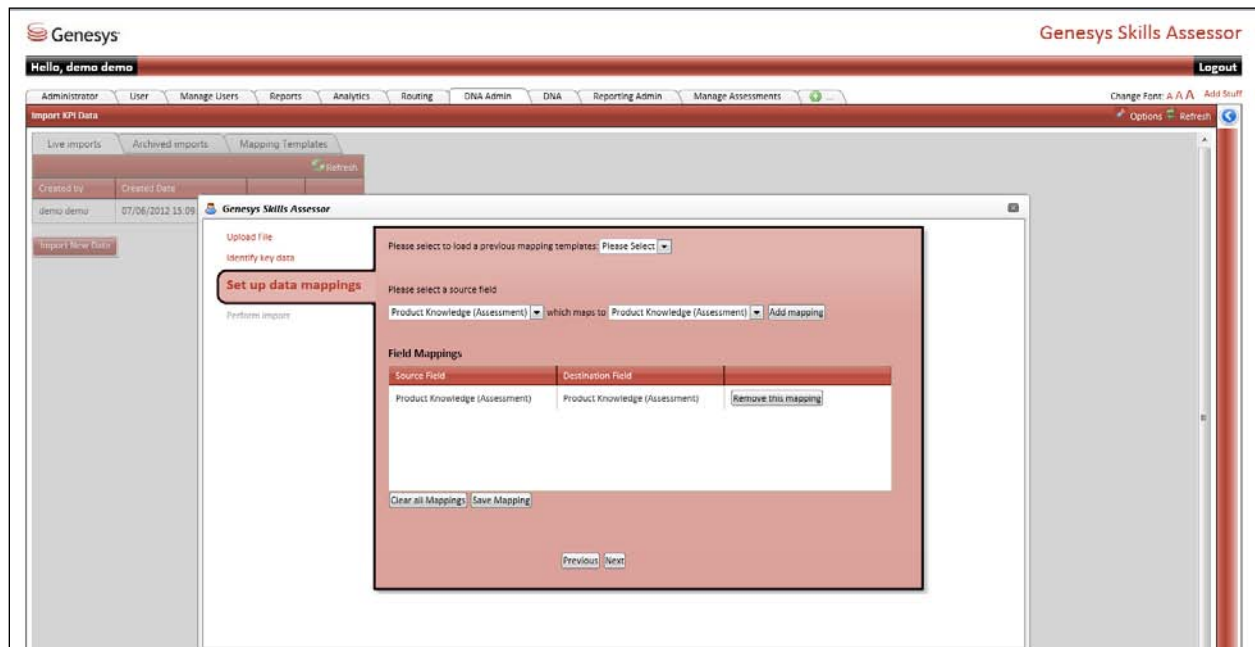 Genesys
Genesys Skills Assessor
Hello, demo demo
Logout
Administrator User Manage Users Reports Analytics Routing DNA Admin DNA Reporting Admin Manage Assessments ...
Change Font: A A A Add Stuff
Import KPI Data
Options Refresh
Live imports Archived imports Mapping Templates
Refresh
Created by Created Date
demo demo 07/06/2012 15:09
Import New Data
Genesys Skills Assessor
Upload File
Identify key data
Set up data mappings
Perform import
Please select to load a previous mapping templates: Please Select
Please select a source field
Product Knowledge (Assessment) which maps to Product Knowledge (Assessment) Add mapping
Field Mappings
Source Field Destination Field
Product Knowledge (Assessment) Product Knowledge (Assessment) Remove this mapping
Clear all Mappings Save Mapping
Previous Next